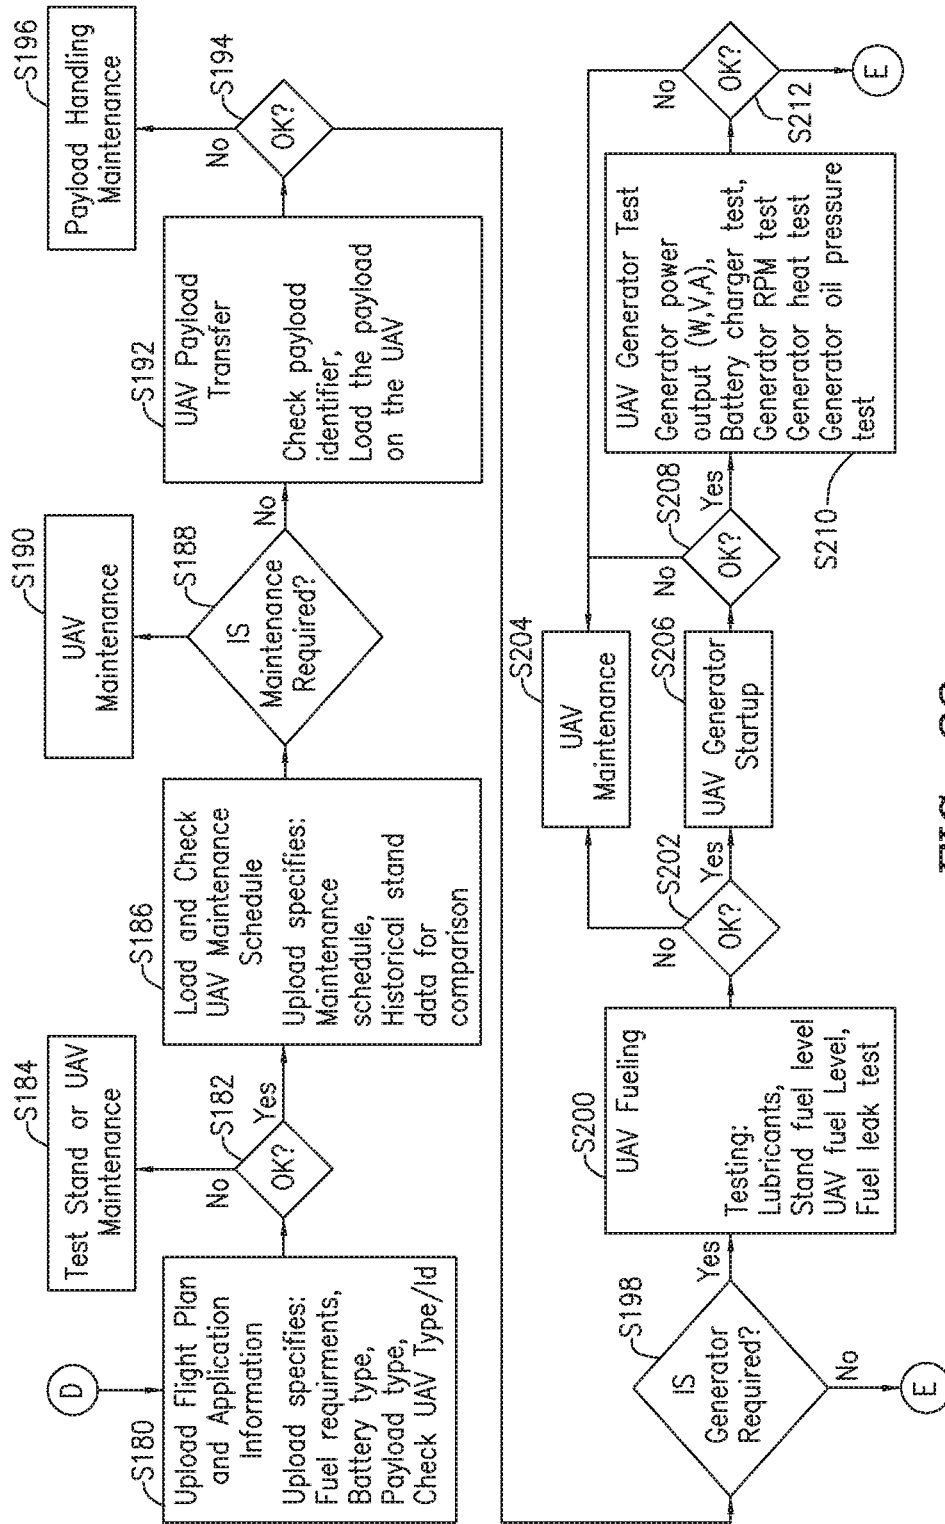 D
S180
Upload Flight Plan
and Application
Information
Upload specifies:
Fuel requirments,
Battery type,
Payload type,
Check UAV Type/Id
S182
OK?
No
Yes
S184
Test Stand or UAV
Maintenance
S186
Load and Check
UAV Maintenance
Schedule
Upload specifies:
Maintenance
schedule,
Historical stand
data for
comparison
S188
IS
Maintenance
Required?
No
S190
UAV
Maintenance
S192
UAV Payload
Transfer
Check payload
identifier,
Load the payload
on the UAV
S194
OK?
No
S196
Payload Handling
Maintenance
S198
IS
Generator
Required?
Yes
No
E
S200
UAV Fueling
Testing:
Lubricants,
Stand fuel level
UAV fuel Level,
Fuel leak test
S202
OK?
No
Yes
S204
UAV
Maintenance
S206
UAV Generator
Startup
S208
OK?
No
Yes
S210
UAV Generator Test
Generator power
output (W,V,A),
Battery charger test,
Generator RPM test
Generator heat test
Generator oil pressure
test
S212
OK?
No
E